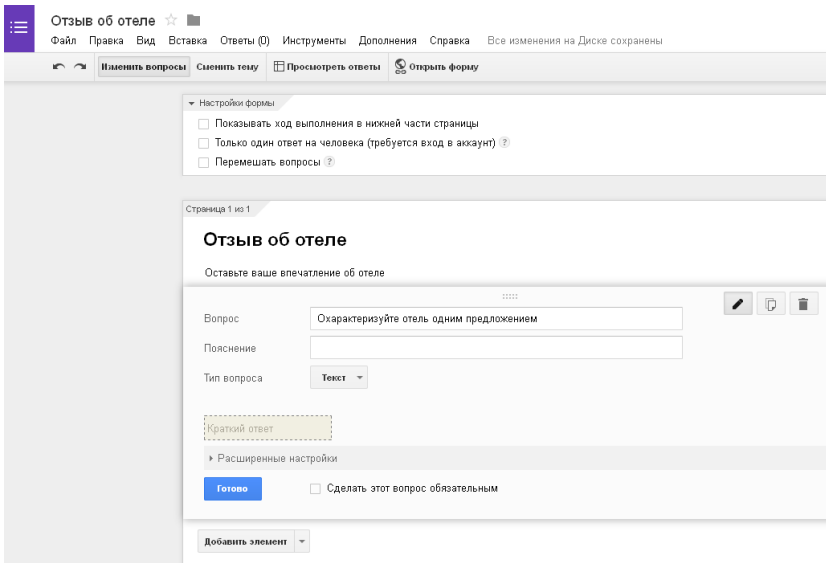 Отзыв об отеле
Файл Правка Вид Вставка Ответы (0) Инструменты Дополнения Справка Все изменения на Диске сохранены
Изменить вопросы Сменить тему Просмотреть ответы Открыть форму
Настройки формы
Показывать ход выполнения в нижней части страницы
Только один ответ на человека (требуется вход в аккаунт) ?
Перемешать вопросы ?
Страница 1 из 1
Отзыв об отеле
Оставьте ваше впечатление об отеле
Вопрос Охарактеризуйте отель одним предложением
Пояснение
Тип вопроса Текст
Краткий ответ
Расширенные настройки
Готово Сделать этот вопрос обязательным
Добавить элемент